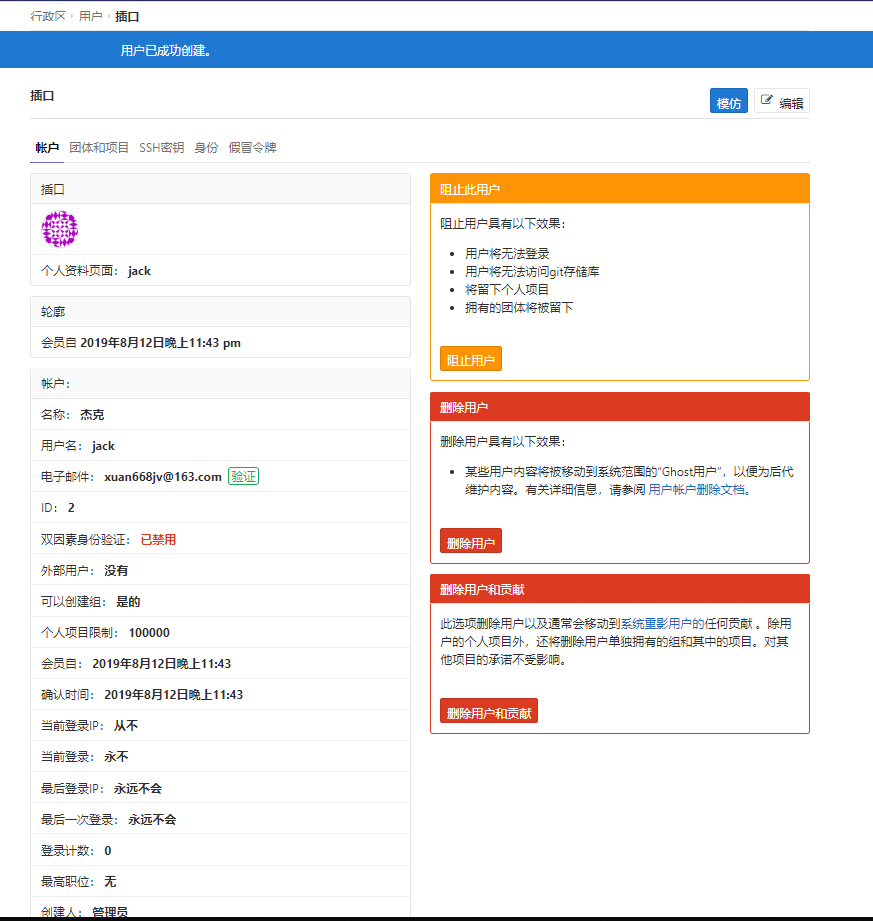 行政区 › 用户 › 插口
用户已成功创建。
插口
模仿 编辑
帐户 团体和项目 SSH密钥 身份 假冒令牌
插口
个人资料页面： jack
轮廓
会员自 2019年8月12日晚上11:43 pm
帐户：
名称： 杰克
用户名： jack
电子邮件： xuan668jv@163.com 验证
ID： 2
双因素身份验证： 已禁用
外部用户： 没有
可以创建组： 是的
个人项目限制： 100000
会员自： 2019年8月12日晚上11:43
确认时间： 2019年8月12日晚上11:43
当前登录IP： 从不
当前登录： 永不
最后登录IP： 永远不会
最后一次登录： 永远不会
登录计数： 0
最高职位： 无
创建人： 管理员
阻止此用户
阻止用户具有以下效果：
• 用户将无法登录
• 用户将无法访问git存储库
• 将留下个人项目
• 拥有的团体将被留下
阻止用户
删除用户
删除用户具有以下效果：
• 某些用户内容将被移动到系统范围的“Ghost用户”，以便为后代
维护内容。有关详细信息，请参阅 用户帐户删除文档。
删除用户
删除用户和贡献
此选项删除用户以及通常会移动到系统重影用户的任何贡献 。除用
户的个人项目外，还将删除用户单独拥有的组和其中的项目。对其
他项目的承诺不受影响。
删除用户和贡献